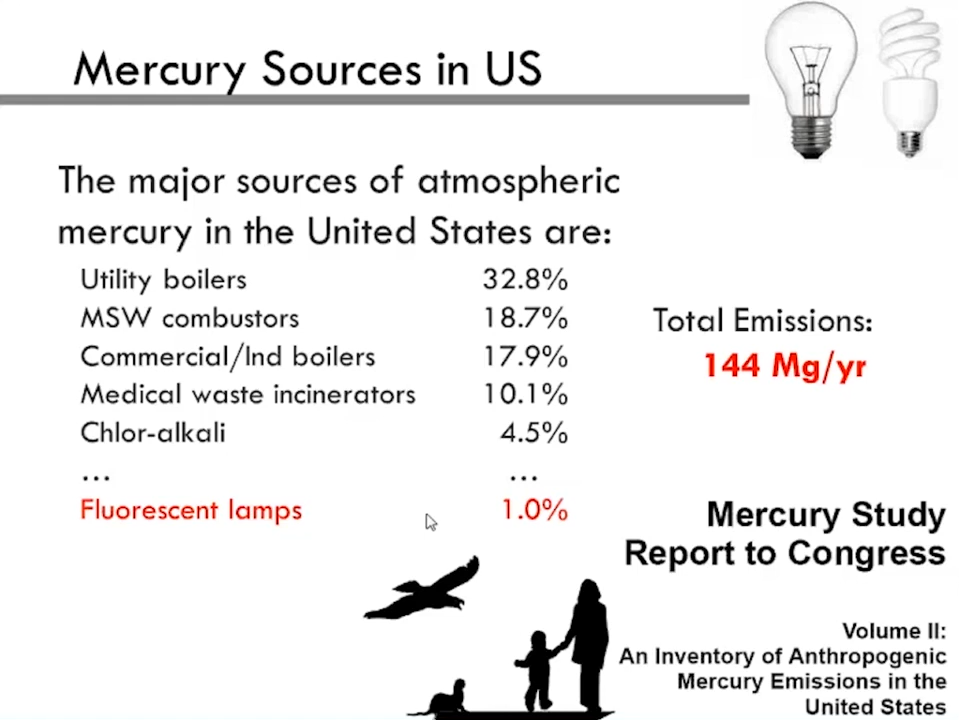 Mercury Sources in US
The major sources of atmospheric
mercury in the United States are:
Utility boilers 32.8%
MSW combustors 18.7%
Commercial/Ind boilers 17.9%
Medical waste incinerators 10.1%
Chlor-alkali 4.5%
... ...
Fluorescent lamps 1.0%
Total Emissions:
144 Mg/yr
Mercury Study
Report to Congress
Volume II:
An Inventory of Anthropogenic
Mercury Emissions in the
United States